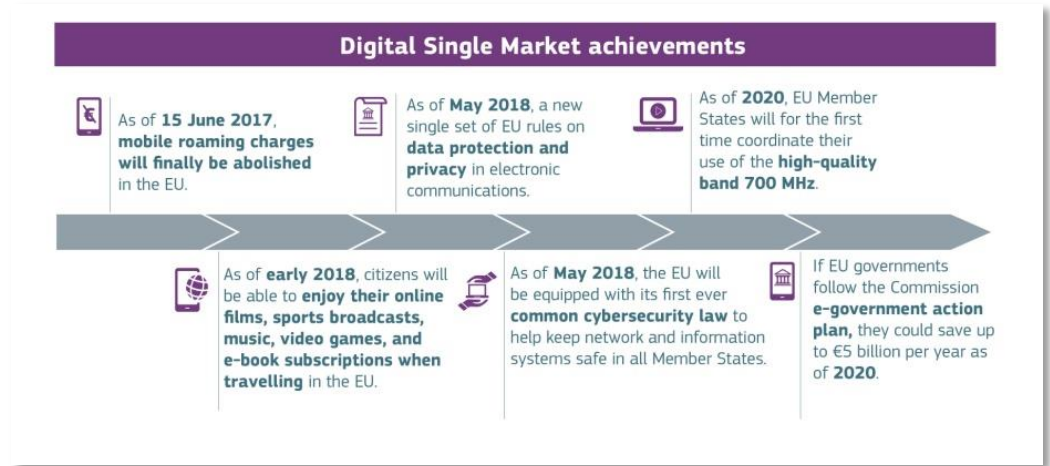 Digital Single Market achievements
As of 15 June 2017,
mobile roaming charges
will finally be abolished
in the EU.
As of early 2018, citizens will
be able to enjoy their online
films, sports broadcasts,
music, video games, and
e-book subscriptions when
travelling in the EU.
As of May 2018, a new
single set of EU rules on
data protection and
privacy in electronic
communications.
As of May 2018, the EU will
be equipped with its first ever
common cybersecurity law to
help keep network and information
systems safe in all Member States.
As of 2020, EU Member
States will for the first
time coordinate their
use of the high-quality
band 700 MHz.
If EU governments
follow the Commission
e-government action
plan, they could save up
to €5 billion per year as
of 2020.